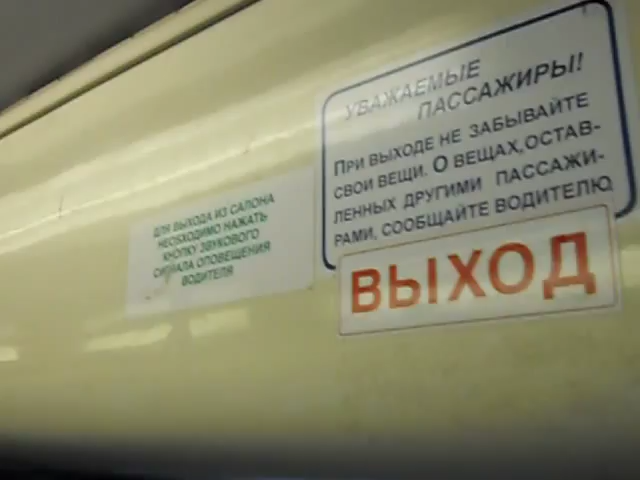 УВАЖАЕМЫЕ
ПАССАЖИРЫ!
ПРИ ВЫХОДЕ НЕ ЗАБЫВАЙТЕ
СВОИ ВЕЩИ. О ВЕЩАХ, ОСТАВ-
ЛЕННЫХ ДРУГИМИ ПАССАЖИ-
РАМИ, СООБЩАЙТЕ ВОДИТЕЛЮ
ДЛЯ ВЫХОДА ИЗ САЛОНА
НЕОБХОДИМО НАЖАТЬ
КНОПКУ ЗВУКОВОГО
СИГНАЛА ОПОВЕЩЕНИЯ
ВОДИТЕЛЯ
ВЫХОД